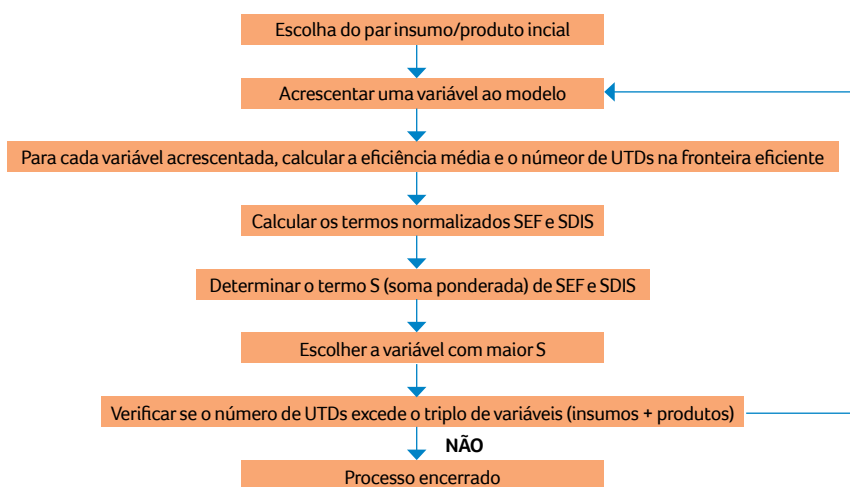 Escolha do par insumo/produto incial
Acrescentar uma variável ao modelo
Para cada variável acrescentada, calcular a eficiência média e o númeor de UTDs na fronteira eficiente
Calcular os termos normalizados SEF e SDIS
Determinar o termo S (soma ponderada) de SEF e SDIS
Escolher a variável com maior S
Verificar se o número de UTDs excede o triplo de variáveis (insumos + produtos)
NÃO
Processo encerrado